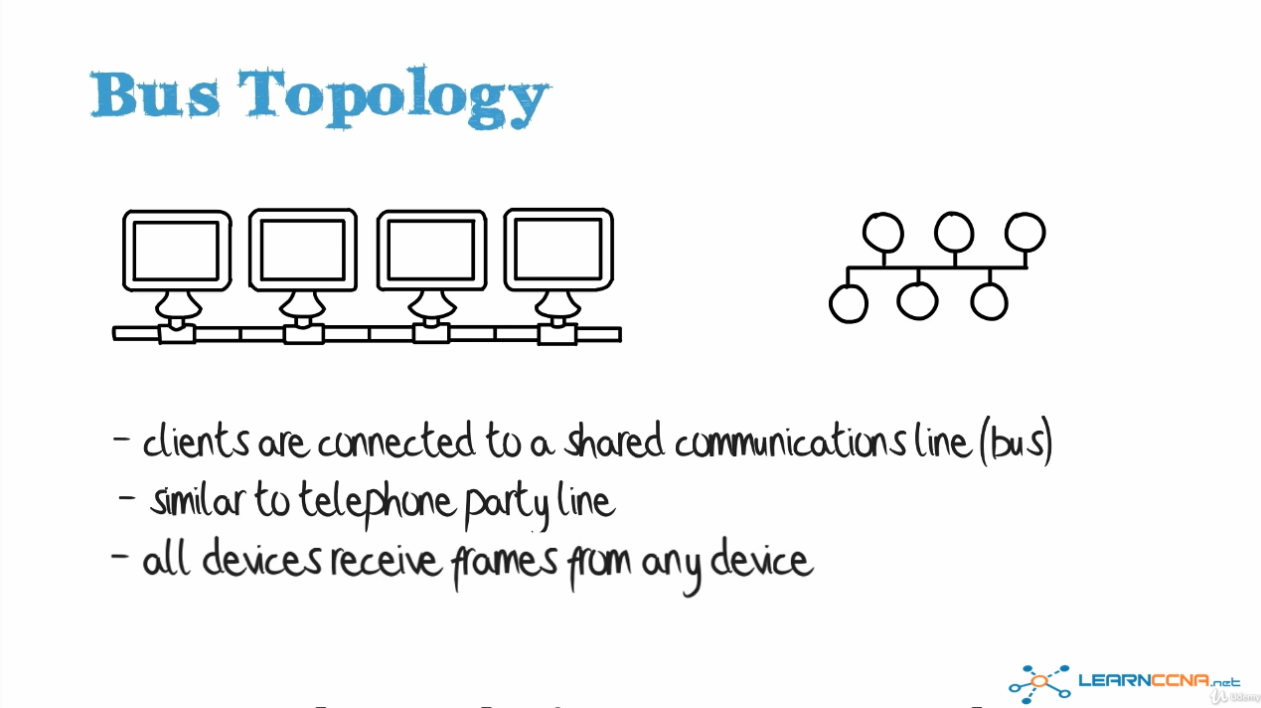 Bus Topology
- clients are connected to a shared communications line (bus)
- similar to telephone party line
- all devices receive frames from any device
LEARNCCNA.net
Udemy